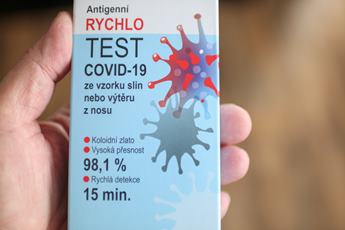 Antigenní
RYCHLO
TEST
COVID-19
ze vzorku slin
nebo výtěru
z nosu
Koloidní zlato
Vysoká přesnost
98,1 %
Rychlá detekce
15 min.